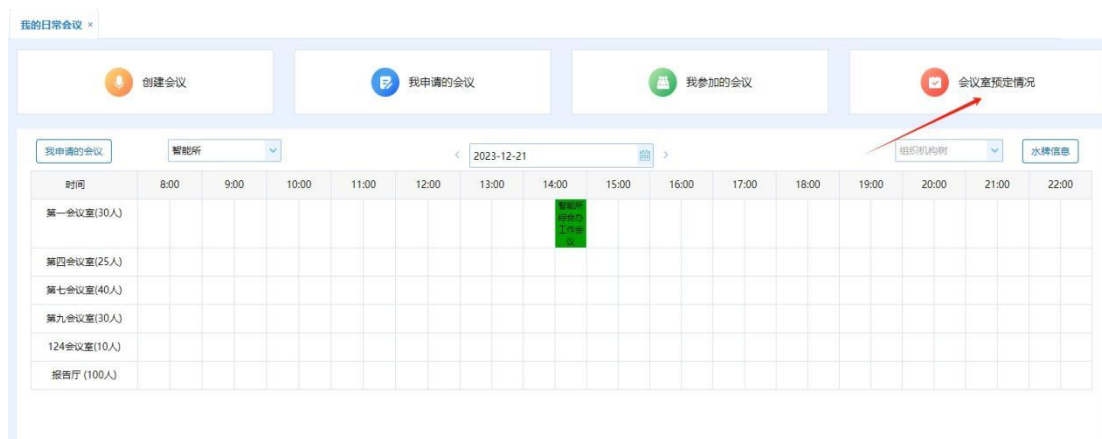 我的日常会议 ×
创建会议 我申请的会议 我参加的会议 会议室预定情况
我申请的会议 智能所 < 2023-12-21 > 组织机构树 水牌信息
时间 8:00 9:00 10:00 11:00 12:00 13:00 14:00 15:00 16:00 17:00 18:00 19:00 20:00 21:00 22:00
第一会议室(30人)
智能所
综合办
工作会
议
第四会议室(25人)
第七会议室(40人)
第九会议室(30人)
124会议室(10人)
报告厅 (100人)